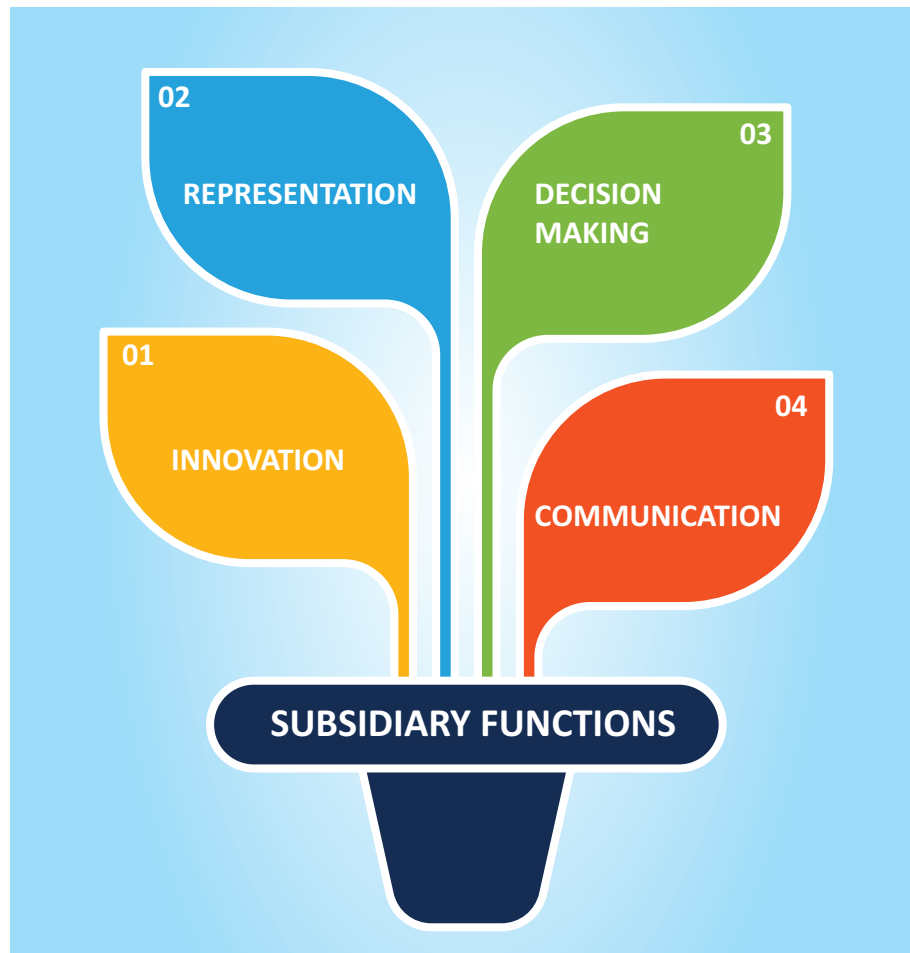 01
INNOVATION
02
REPRESENTATION
03
DECISION
MAKING
04
COMMUNICATION
SUBSIDIARY FUNCTIONS